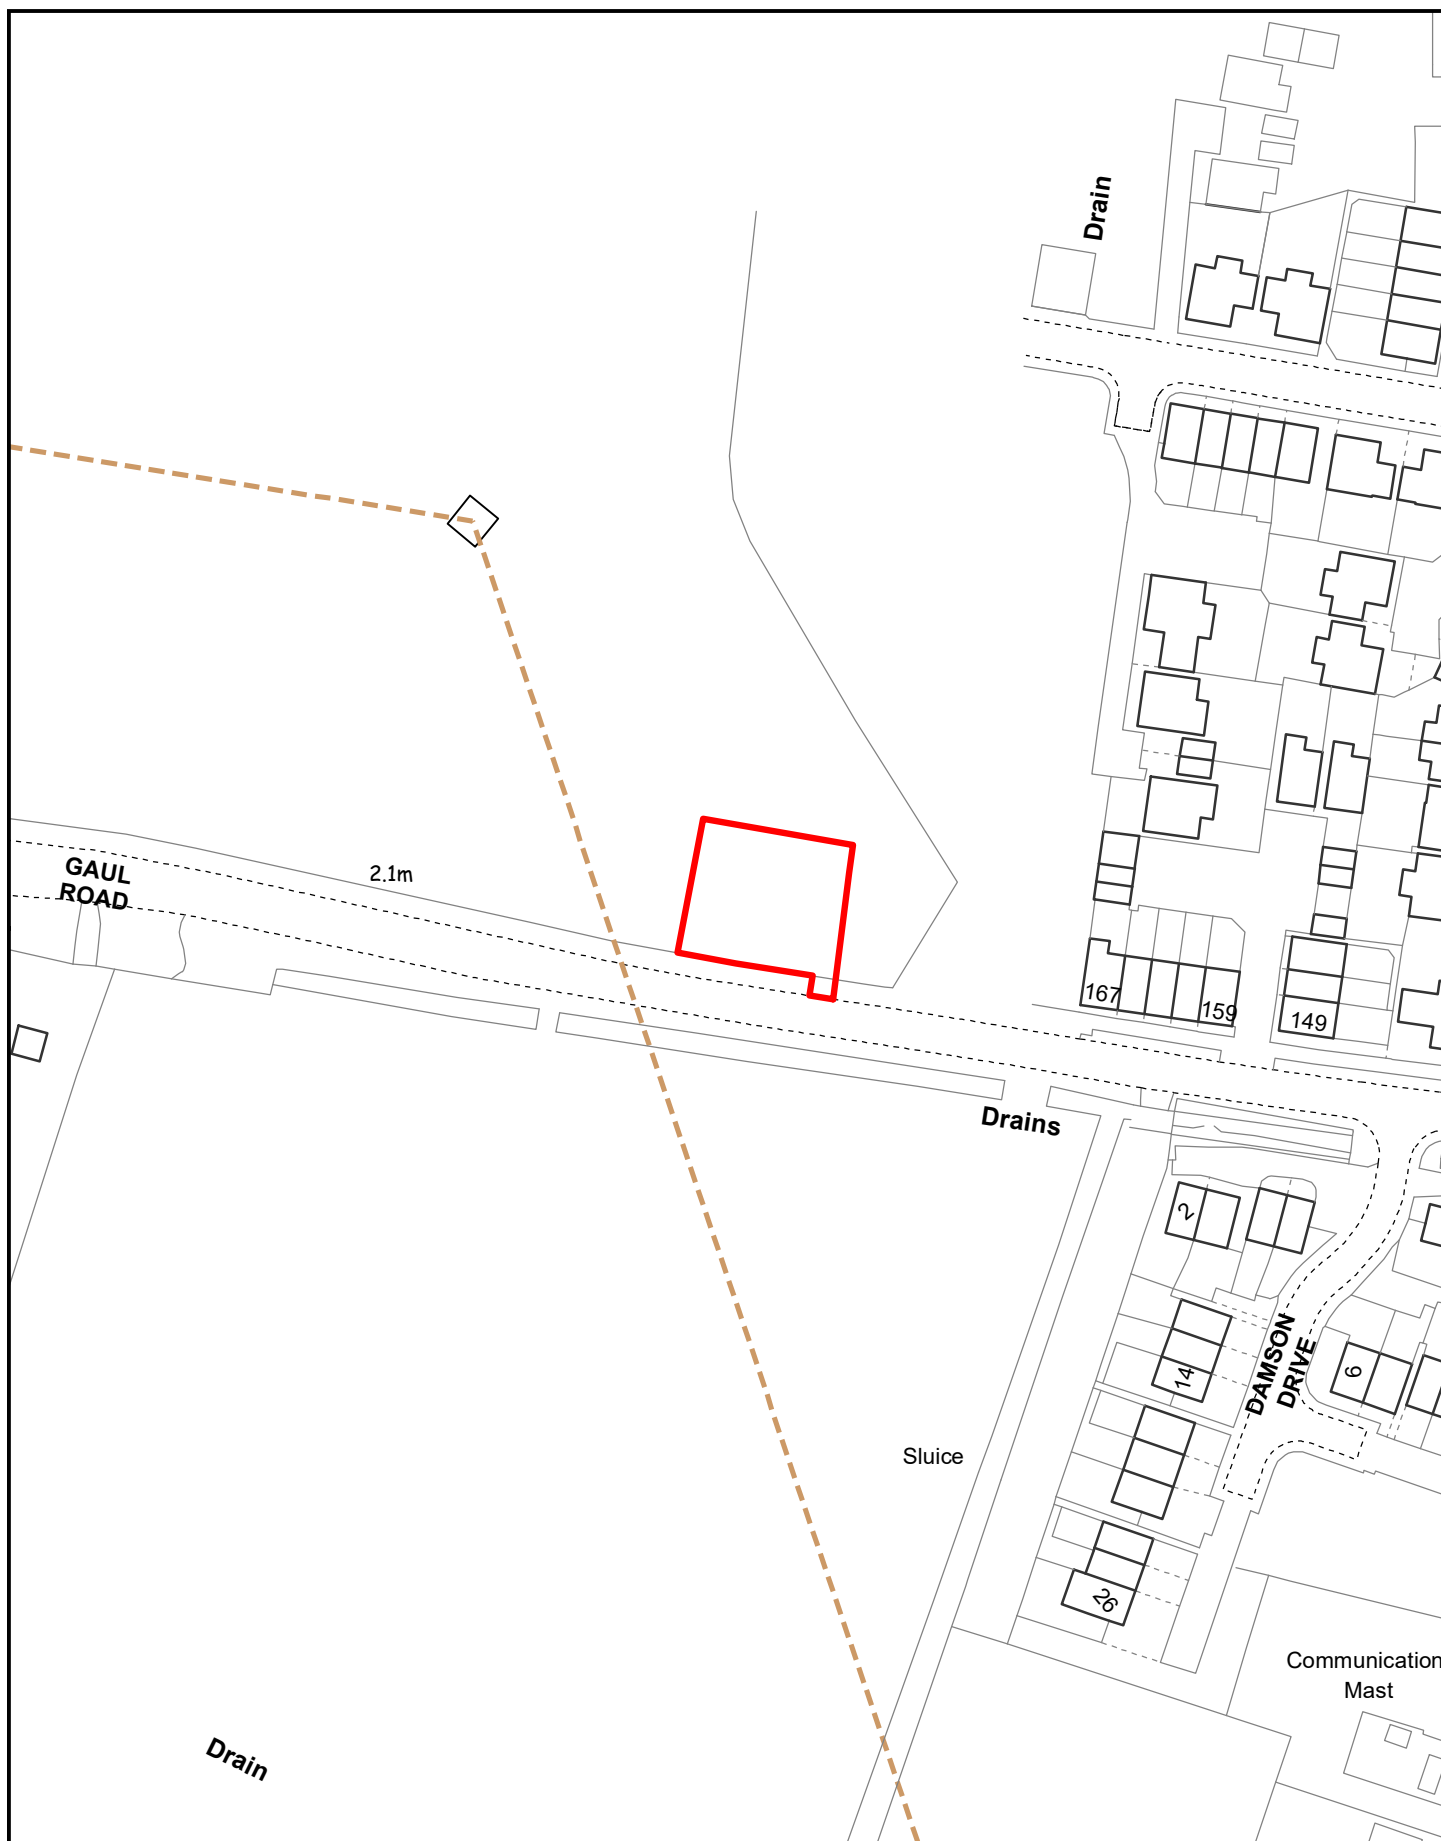 Drain
GAUL
ROAD
2.1m
167
159
149
Drains
2
DAMSON
DRIVE
14
6
Sluice
26
Communication
Mast
Drain